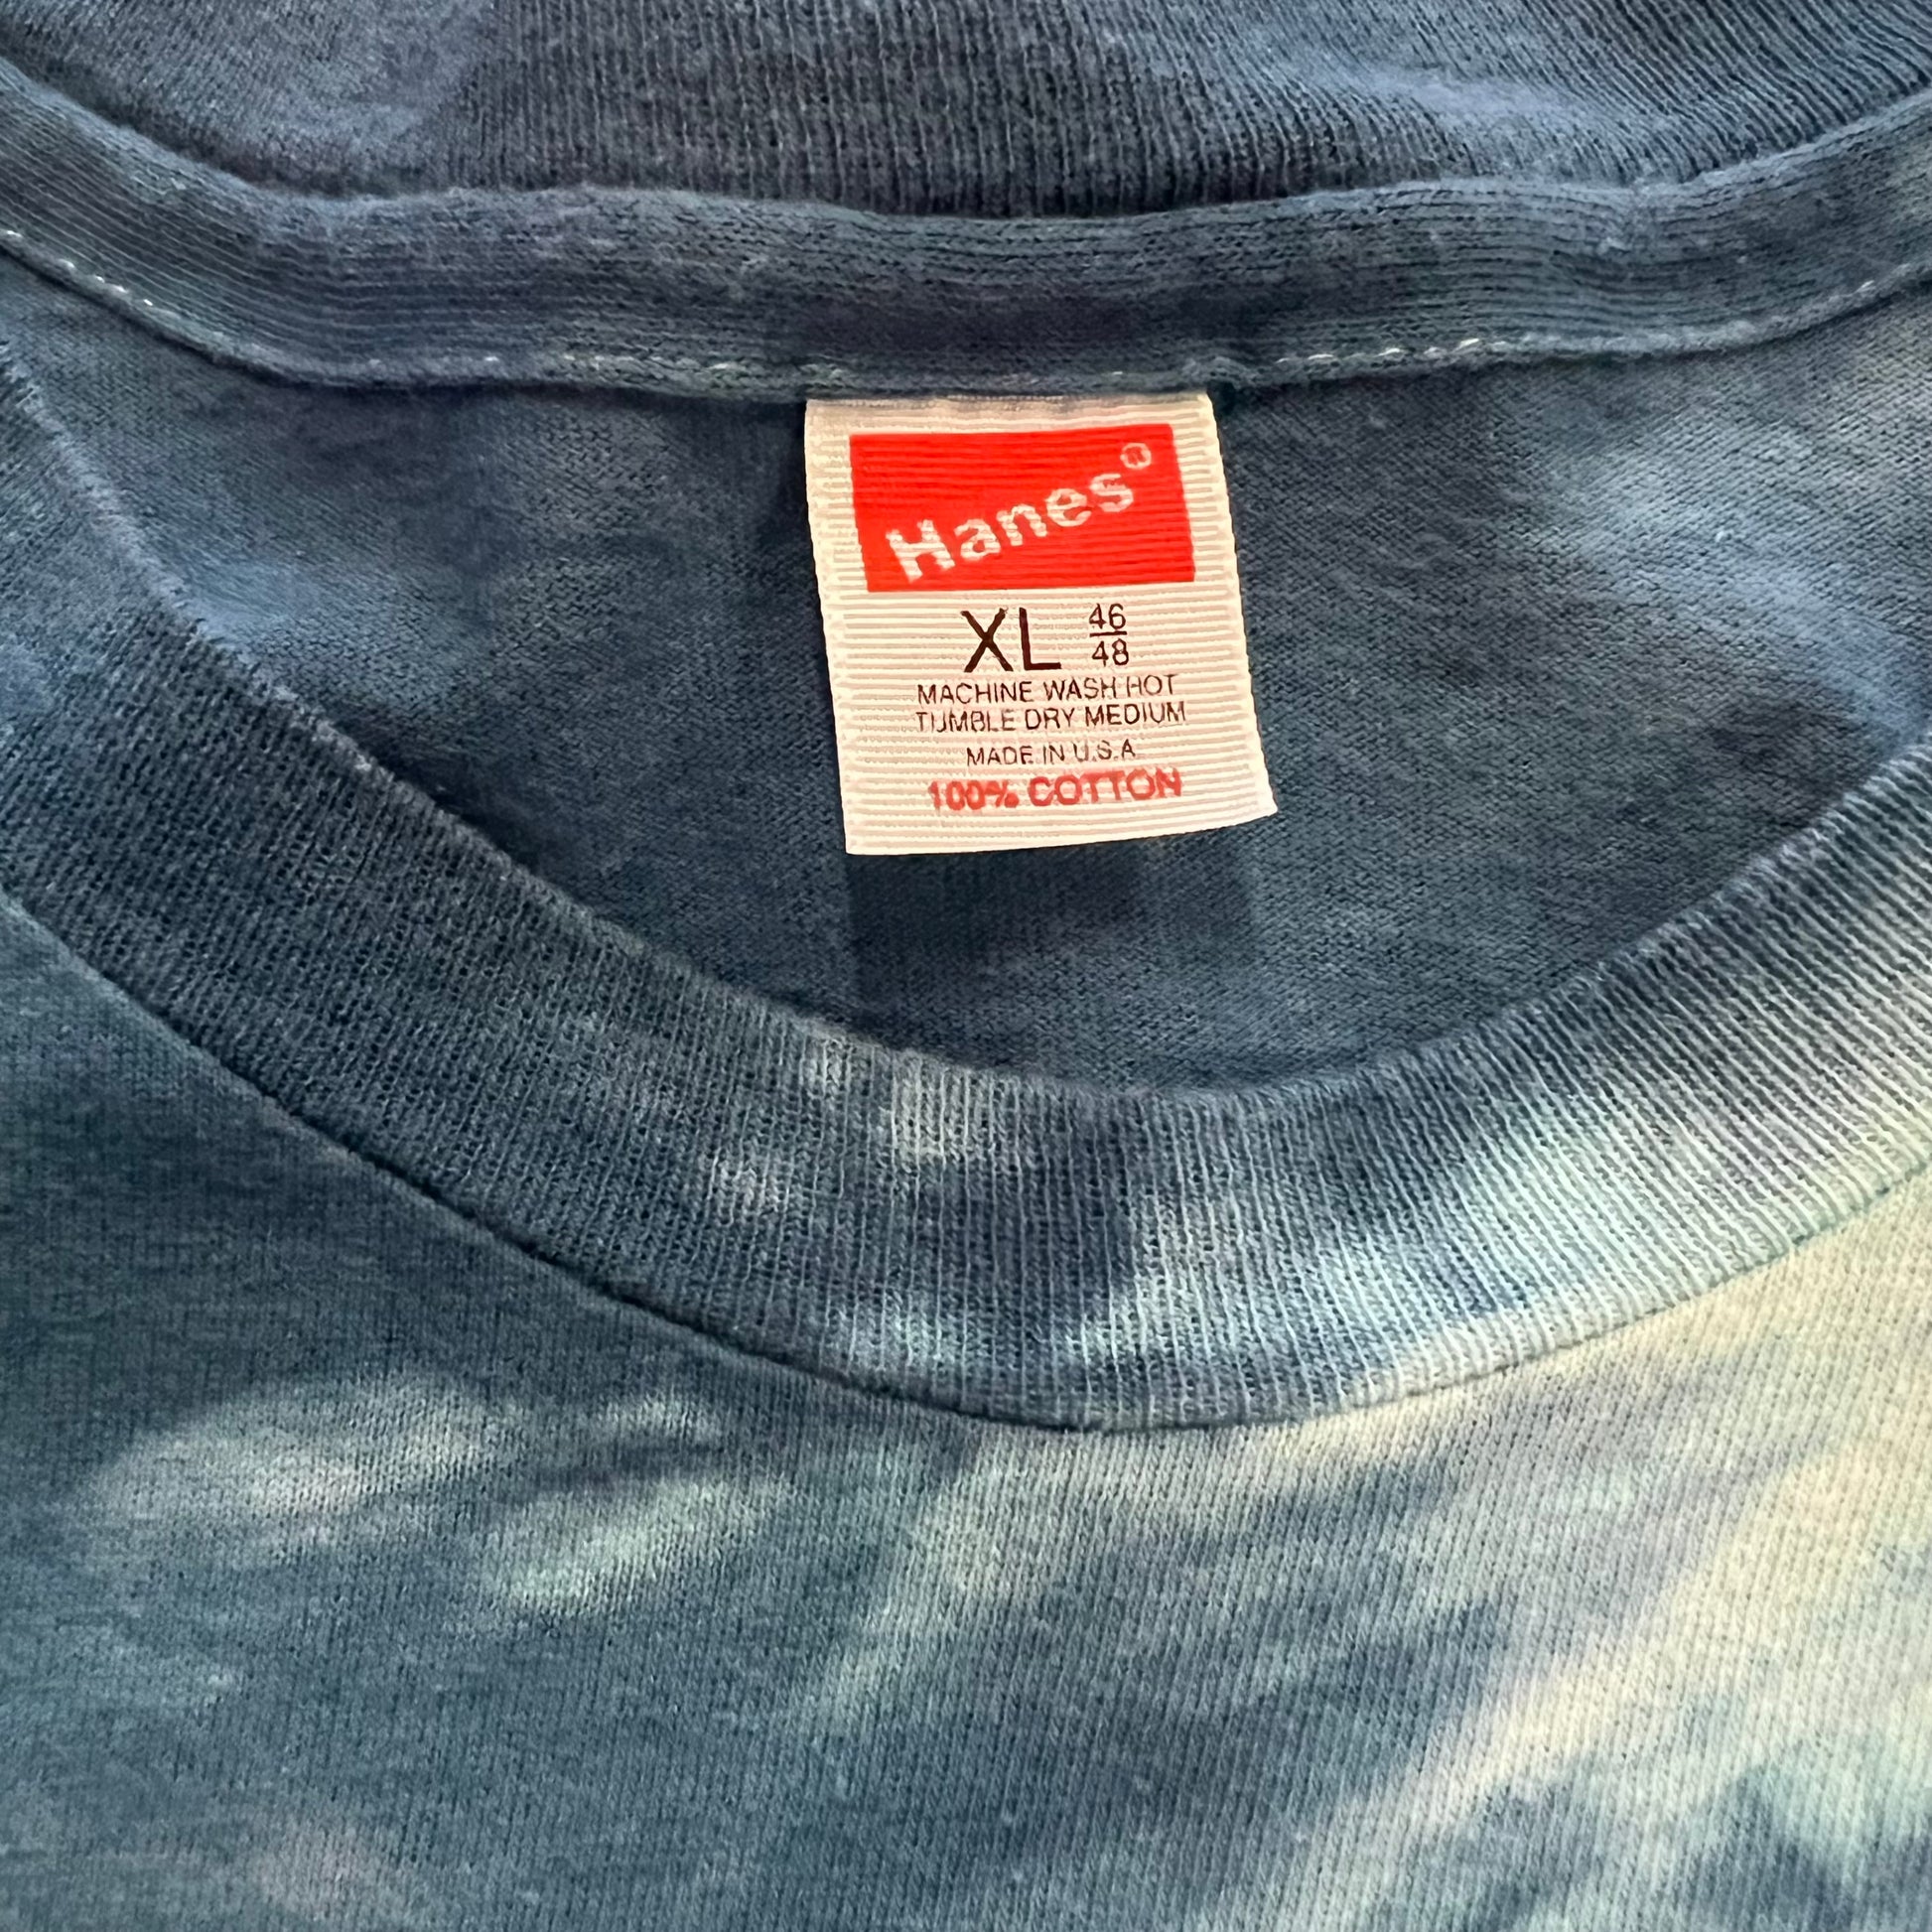 Hanes®
XL 46/48
MACHINE WASH HOT
TUMBLE DRY MEDIUM
MADE IN U.S.A.
100% COTTON